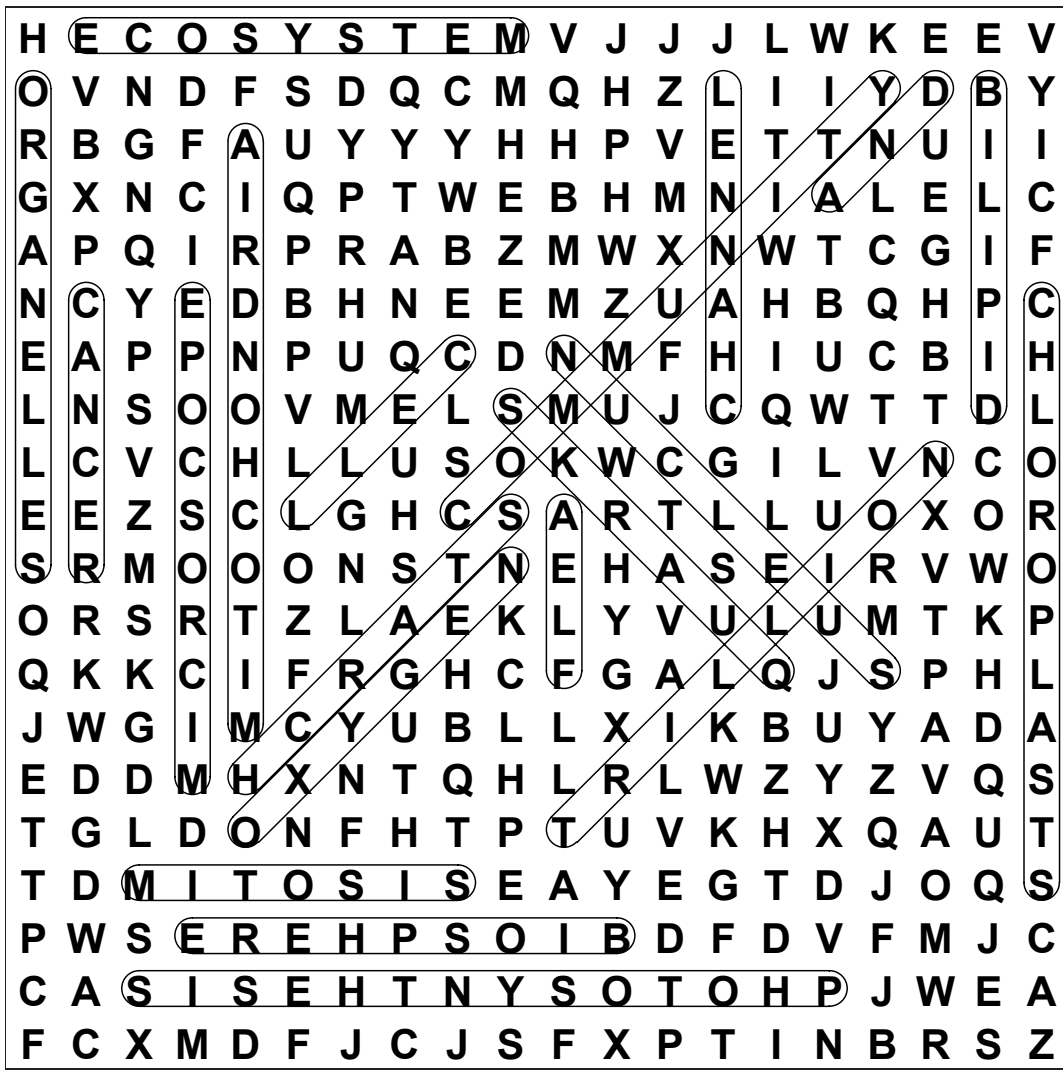 H E C O S Y S T E M V J J J L W K E E V
O V N D F S D Q C M Q H Z L I I Y D B Y
R B G F A U Y Y Y H H P V E T T N U I I
G X N C I Q P T W E B H M N I A L E L C
A P Q I R P R A B Z M W X N W T C G I F
N C Y E D B H N E E M Z U A H B Q H P C
E A P P N P U Q C D N M F H I U C B I H
L N S O O V M E L S M U J C Q W T T D L
L C V C H L L U S O K W C G I L V N C O
E E Z S C L G H C S A R T L L U O X O R
S R M O O O N S T N E H A S E I R V W O
O R S R T Z L A E K L Y V U L U M T K P
Q K K C I F R G H C F G A L Q J S P H L
J W G I M C Y U B L L X I K B U Y A D A
E D D M H X N T Q H L R L W Z Y Z V Q S
T G L D O N F H T P T U V K H X Q A U T
T D M I T O S I S E A Y E G T D J O Q S
P W S E R E H P S O I B D F D V F M J C
C A S I S E H T N Y S O T O H P J W E A
F C X M D F J C J S F X P T I N B R S Z